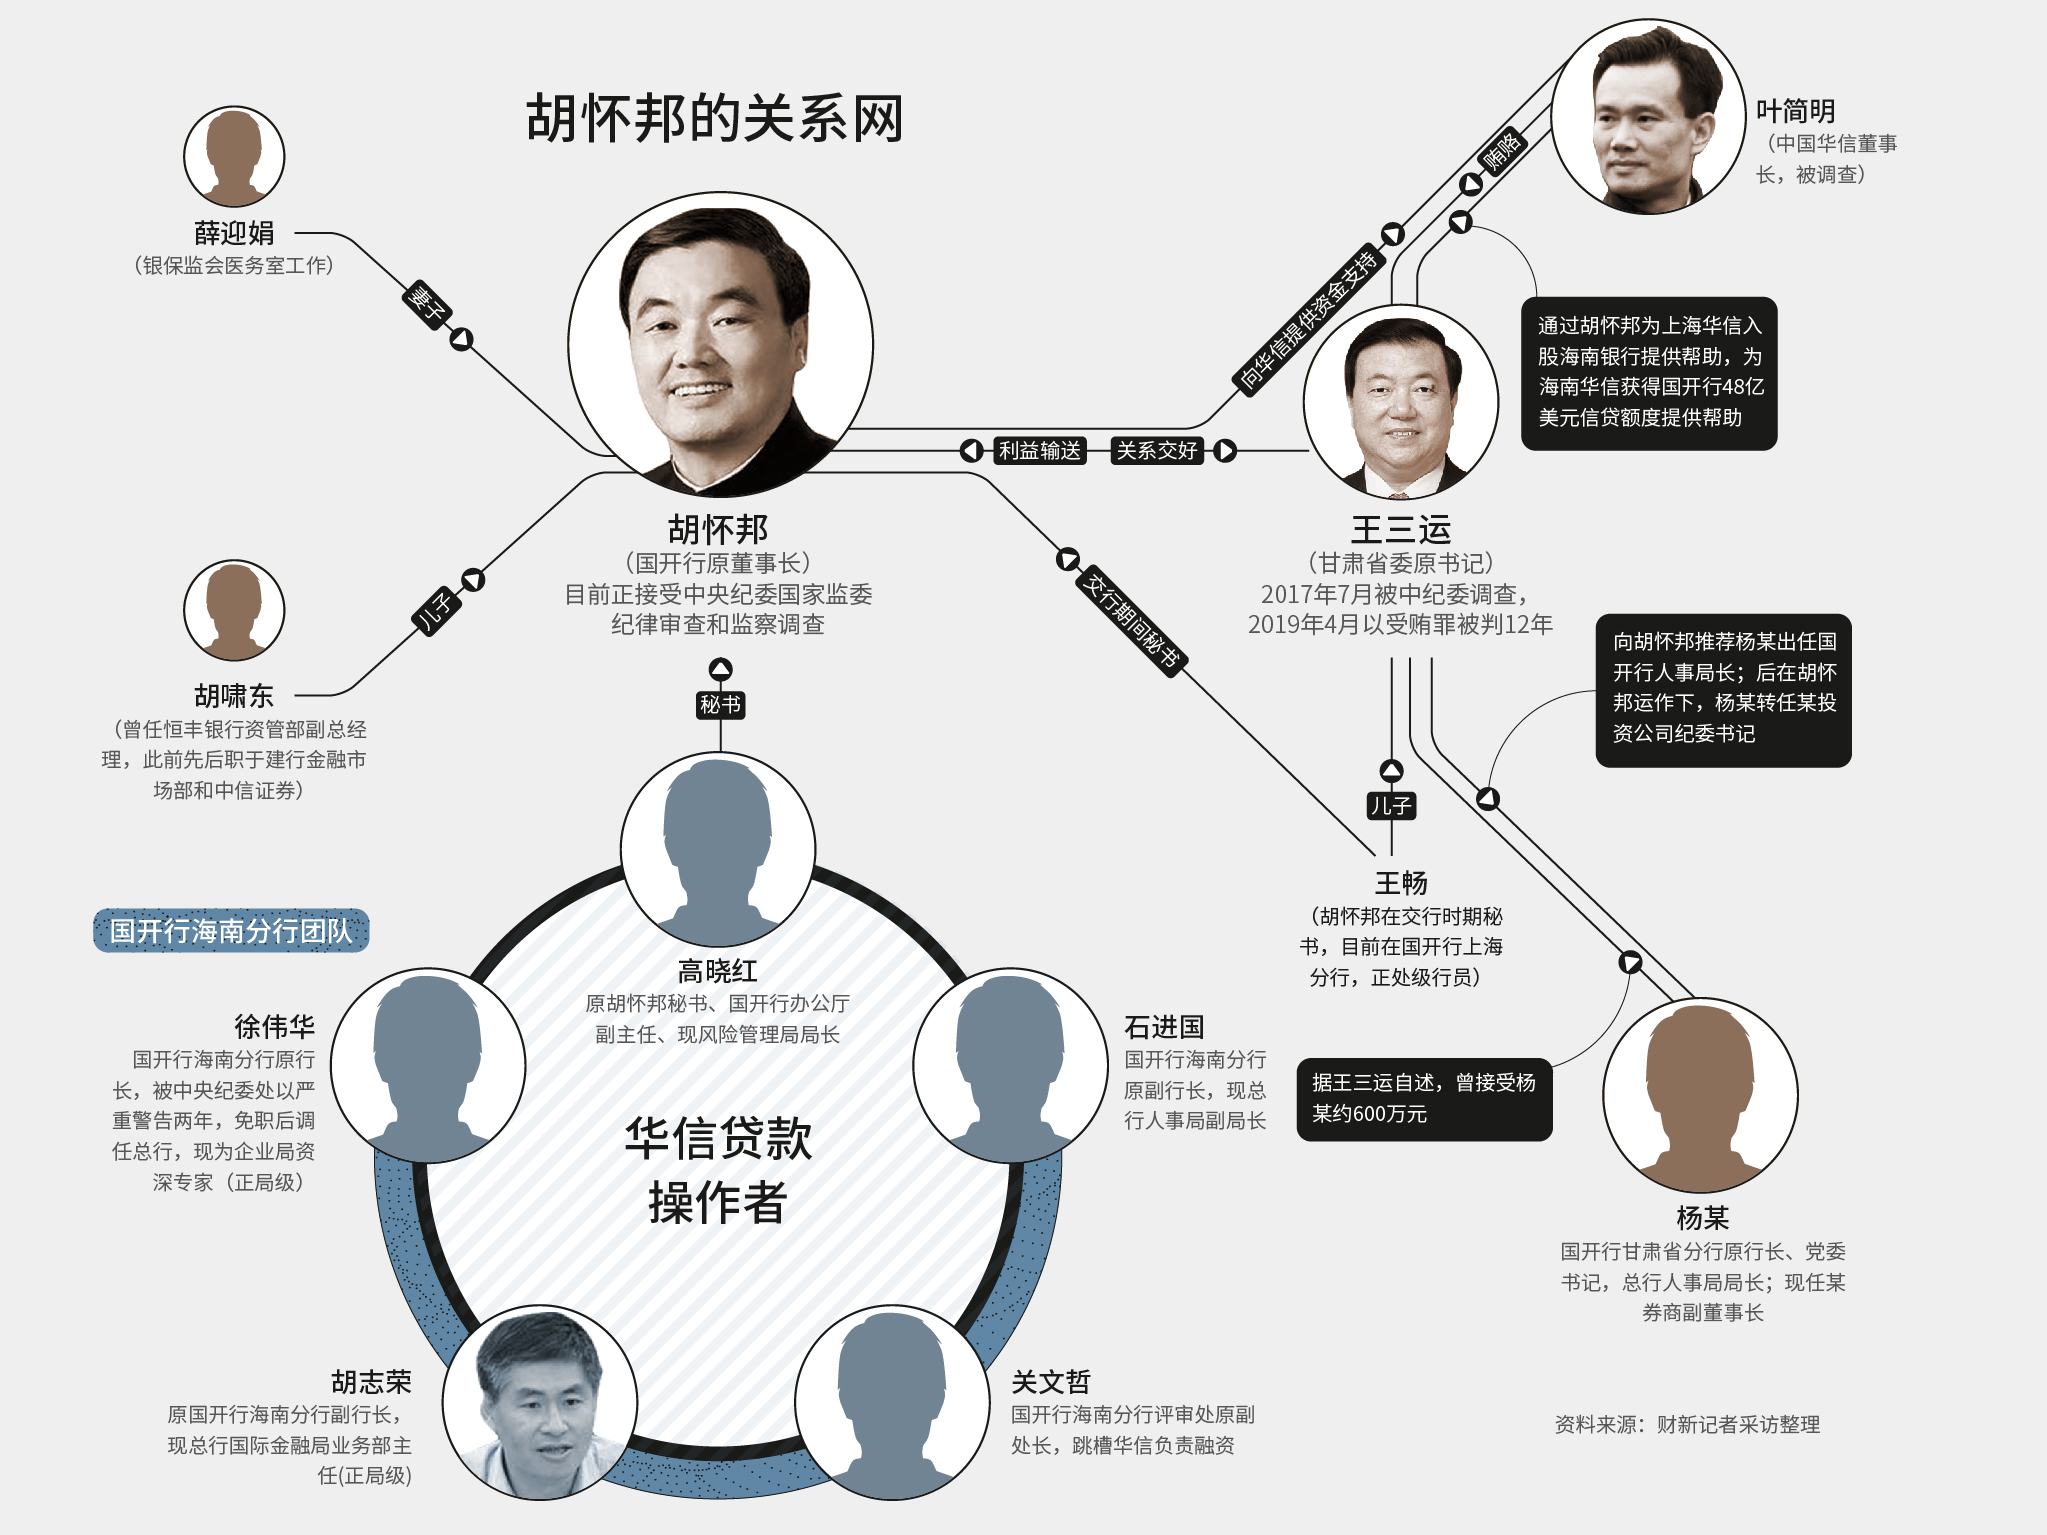 胡怀邦的关系网
薛迎娟
（银保监会医务室工作）
妻子
叶简明
（中国华信董事
长，被调查）
贿赂
向华信提供资金支持
通过胡怀邦为上海华信入
股海南银行提供帮助，为
海南华信获得国开行48亿
美元信贷额度提供帮助
利益输送
关系交好
胡怀邦
（国开行原董事长）
目前正接受中央纪委国家监委
纪律审查和监察调查
王三运
（甘肃省委原书记）
2017年7月被中纪委调查，
2019年4月以受贿罪被判12年
儿子
胡啸东
（曾任恒丰银行资管部副总经
理，此前先后职于建行金融市
场部和中信证券）
秘书
交行期间秘书
向胡怀邦推荐杨某出任国
开行人事局长；后在胡怀
邦运作下，杨某转任某投
资公司纪委书记
儿子
王畅
（胡怀邦在交行时期秘
书，目前在国开行上海
分行，正处级行员）
国开行海南分行团队
高晓红
原胡怀邦秘书、国开行办公厅
副主任、现风险管理局局长
徐伟华
国开行海南分行原行
长，被中央纪委处以严
重警告两年，免职后调
任总行，现为企业局资
深专家（正局级）
石进国
国开行海南分行
原副行长，现总
行人事局副局长
据王三运自述，曾接受杨
某约600万元
华信贷款
操作者
杨某
国开行甘肃省分行原行长、党委
书记，总行人事局局长；现任某
券商副董事长
胡志荣
原国开行海南分行副行长，
现总行国际金融局业务部主
任(正局级)
关文哲
国开行海南分行评审处原副
处长，跳槽华信负责融资
资料来源：财新记者采访整理